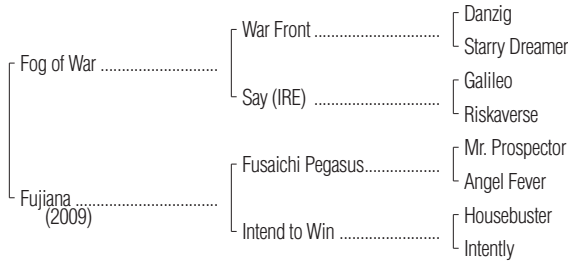 Danzig
War Front
Starry Dreamer
Fog of War
Galileo
Say (IRE)
Riskaverse
Mr. Prospector
Fusaichi Pegasus
Angel Fever
Fujiana
(2009)
Housebuster
Intend to Win
Intently